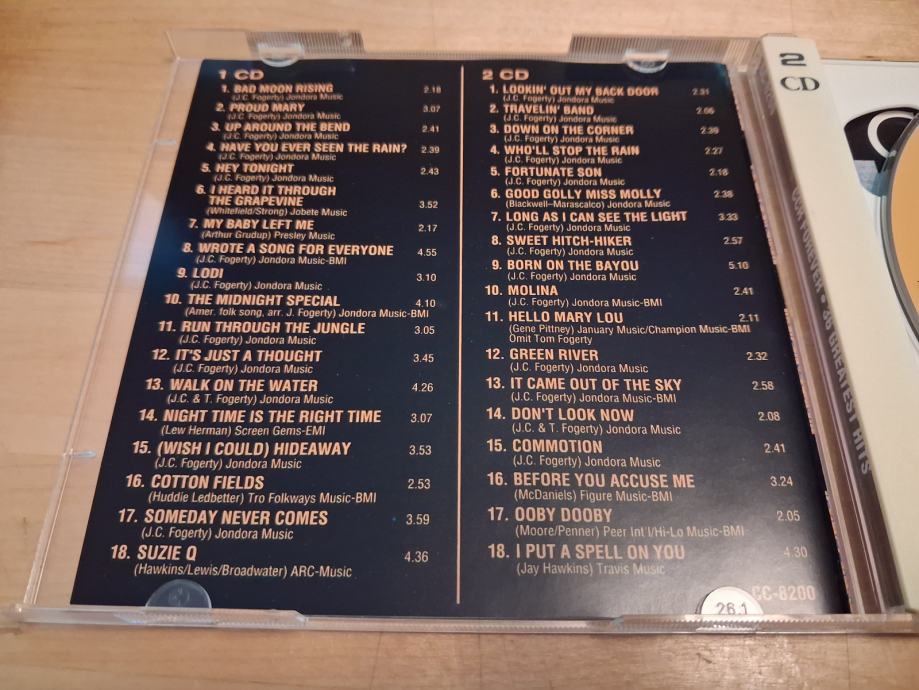 1 CD
1. BAD MOON RISING 2.18
(J.C. Fogerty) Jondora Music
2. PROUD MARY 3.07
(J.C. Fogerty) Jondora Music
3. UP AROUND THE BEND 2.41
(J.C. Fogerty) Jondora Music
4. HAVE YOU EVER SEEN THE RAIN? 2.39
(J.C. Fogerty) Jondora Music
5. HEY TONIGHT 2.43
(J.C. Fogerty) Jondora Music
6. I HEARD IT THROUGH
THE GRAPEVINE 3.52
(Whitefield/Strong) Jobete Music
7. MY BABY LEFT ME 2.17
(Arthur Grudup) Presley Music
8. WROTE A SONG FOR EVERYONE 4.55
(J.C. Fogerty) Jondora Music-BMI
9. LODI 3.10
(J.C. Fogerty) Jondora Music
10. THE MIDNIGHT SPECIAL 4.10
(Amer. folk song, arr. J. Fogerty) Jondora Music-BMI
11. RUN THROUGH THE JUNGLE 3.05
(J.C. Fogerty) Jondora Music
12. IT'S JUST A THOUGHT 3.45
(J.C. Fogerty) Jondora Music
13. WALK ON THE WATER 4.26
(J.C. & T. Fogerty) Jondora Music
14. NIGHT TIME IS THE RIGHT TIME 3.07
(Lew Herman) Screen Gems-EMI
15. (WISH I COULD) HIDEAWAY 3.53
(J.C. Fogerty) Jondora Music
16. COTTON FIELDS 2.53
(Huddie Ledbetter) Tro Folkways Music-BMI
17. SOMEDAY NEVER COMES 3.59
(J.C. Fogerty) Jondora Music
18. SUZIE Q 4.36
(Hawkins/Lewis/Broadwater) ARC-Music
2 CD
1. LOOKIN' OUT MY BACK DOOR 2.31
(J.C. Fogerty) Jondora Music
2. TRAVELIN' BAND 2.06
(J.C. Fogerty) Jondora Music
3. DOWN ON THE CORNER 2.39
(J.C. Fogerty) Jondora Music
4. WHO'LL STOP THE RAIN 2.27
(J.C. Fogerty) Jondora Music
5. FORTUNATE SON 2.18
(J.C. Fogerty) Jondora Music
6. GOOD GOLLY MISS MOLLY 2.38
(Blackwell-Marascalco) Jondora Music
7. LONG AS I CAN SEE THE LIGHT 3.33
(J.C. Fogerty) Jondora Music
8. SWEET HITCH-HIKER 2.57
(J.C. Fogerty) Jondora Music
9. BORN ON THE BAYOU 5.10
(J.C. Fogerty) Jondora Music
10. MOLINA 2.41
(J.C. Fogerty) Jondora Music-BMI
11. HELLO MARY LOU 2.11
(Gene Pittney) January Music/Champion Music-BMI
Omit Tom Fogerty
12. GREEN RIVER 2.32
(J.C. Fogerty) Jondora Music
13. IT CAME OUT OF THE SKY 2.58
(J.C. Fogerty) Jondora Music-BMI
14. DON'T LOOK NOW 2.08
(J.C. & T. Fogerty) Jondora Music
15. COMMOTION 2.41
(J.C. Fogerty) Jondora Music
16. BEFORE YOU ACCUSE ME 3.24
(McDaniels) Figure Music-BMI
17. OOBY DOOBY 2.05
(Moore/Penner) Peer Int'l/Hi-Lo Music-BMI
18. I PUT A SPELL ON YOU 4.30
(Jay Hawkins) Travis Music
CC-8200
26.1
2
CD
CCR FOREVER • 36 GREATEST HITS